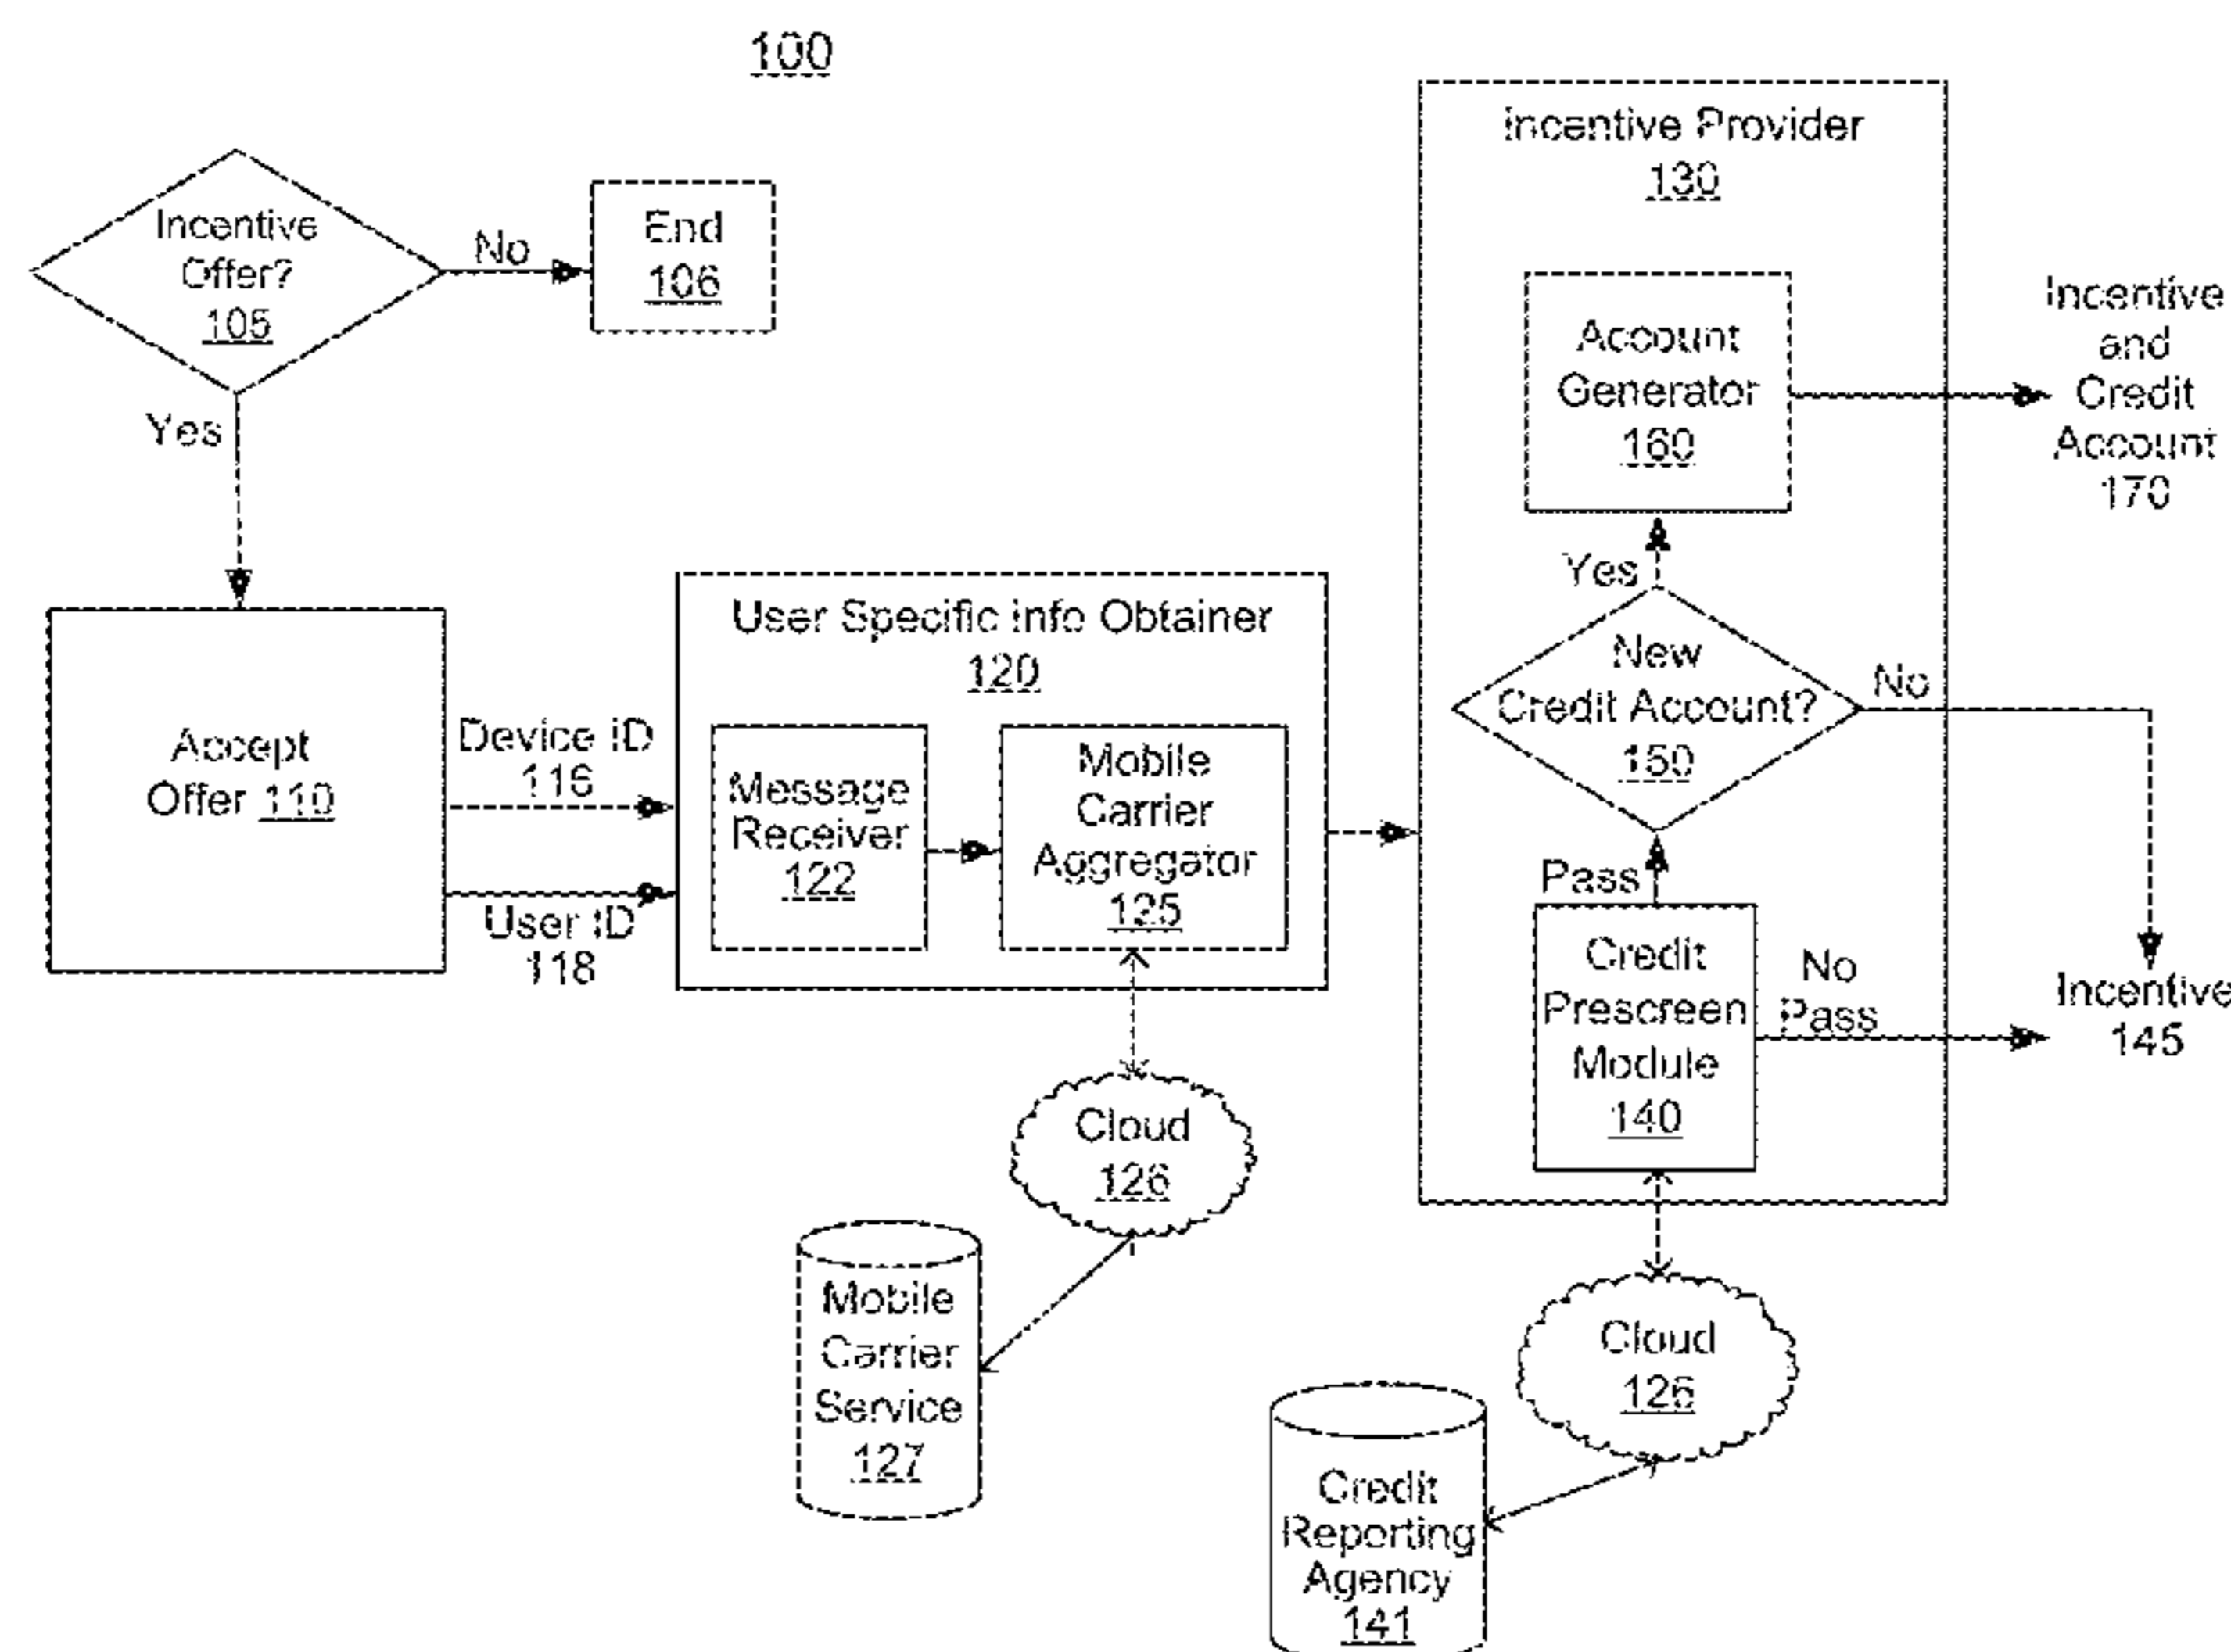 100
Incentive
Offer?
105
No
End
106
Yes
Accept
Offer 110
Device ID
116
User ID
118
User Specific Info Obtainer
120
Message
Receiver
122
Mobile
Carrier
Aggregator
125
Cloud
126
Mobile
Carrier
Service
127
Incentive Provider
130
Account
Generator
160
Incentive
and
Credit
Account
170
Yes
New
Credit Account?
150
No
Pass
Credit
Prescreen
Module
140
No
Pass
Incentive
145
Cloud
126
Credit
Reporting
Agency
141